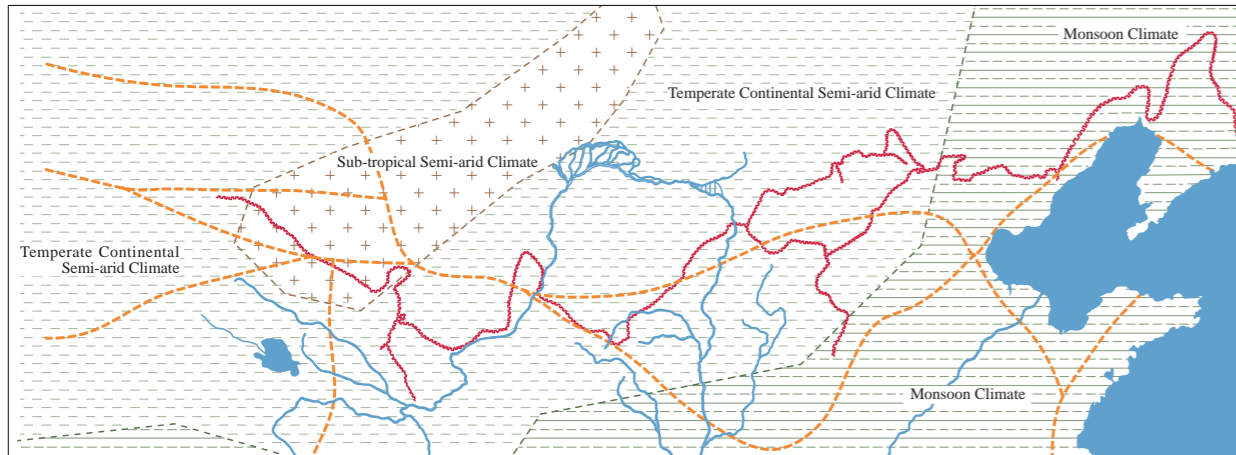 Monsoon Climate
Temperate Continental Semi-arid Climate
Sub-tropical Semi-arid Climate
Temperate Continental
Semi-arid Climate
Monsoon Climate